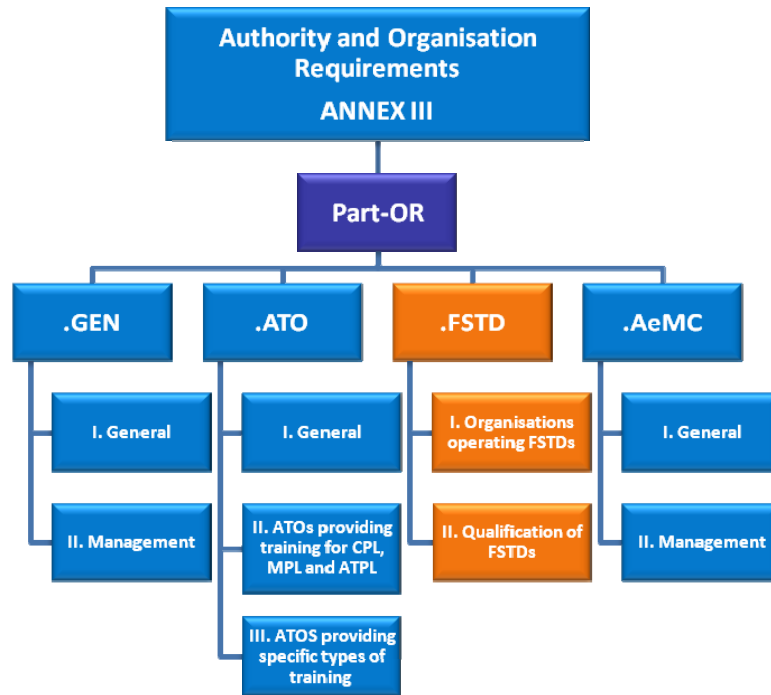 Authority and Organisation
Requirements
ANNEX III
Part-OR
.GEN
.ATO
.FSTD
.AeMC
I. General
II. Management
I. General
II. ATOs providing
training for CPL,
MPL and ATPL
III. ATOS providing
specific types of
training
I. Organisations
operating FSTDs
II. Qualification of
FSTDs
I. General
II. Management